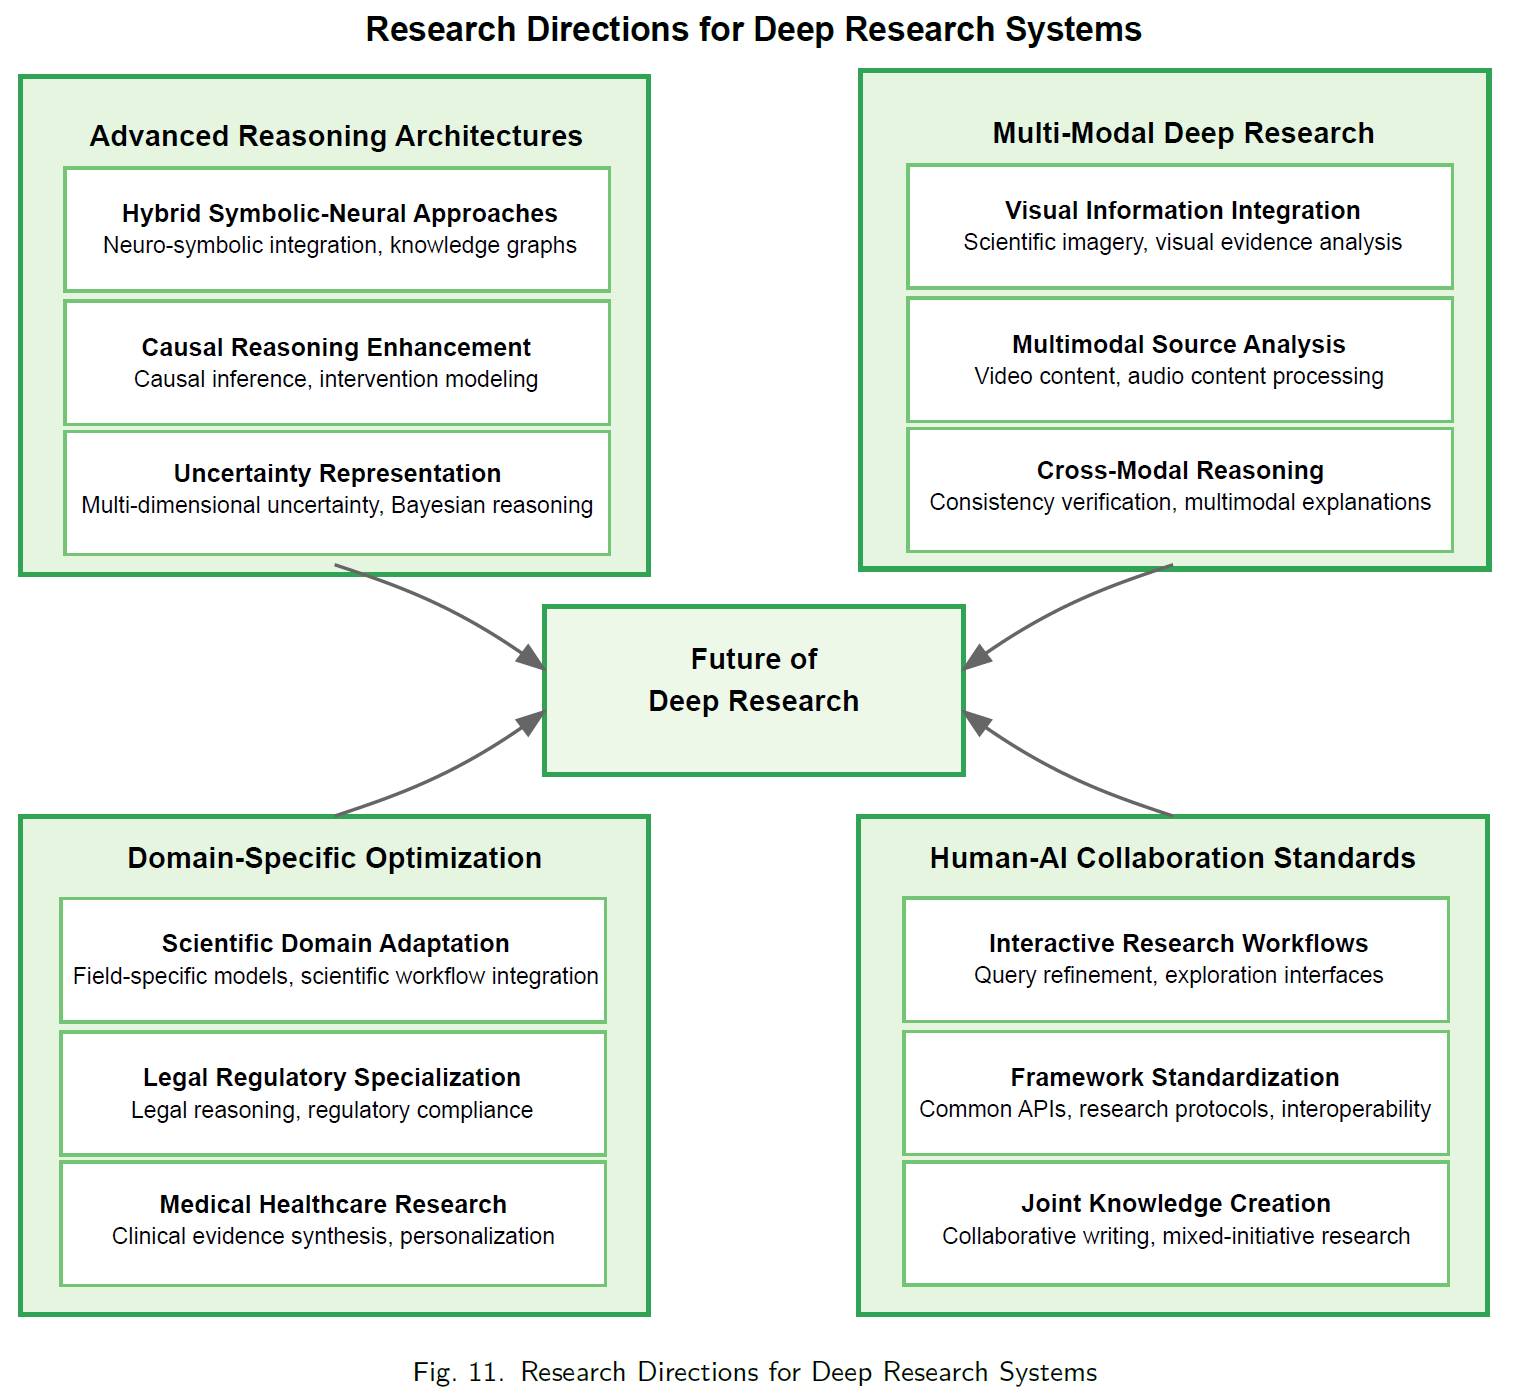 Research Directions for Deep Research Systems
Advanced Reasoning Architectures
Hybrid Symbolic-Neural Approaches
Neuro-symbolic integration, knowledge graphs
Causal Reasoning Enhancement
Causal inference, intervention modeling
Uncertainty Representation
Multi-dimensional uncertainty, Bayesian reasoning
Multi-Modal Deep Research
Visual Information Integration
Scientific imagery, visual evidence analysis
Multimodal Source Analysis
Video content, audio content processing
Cross-Modal Reasoning
Consistency verification, multimodal explanations
Future of
Deep Research
Domain-Specific Optimization
Scientific Domain Adaptation
Field-specific models, scientific workflow integration
Legal Regulatory Specialization
Legal reasoning, regulatory compliance
Medical Healthcare Research
Clinical evidence synthesis, personalization
Human-AI Collaboration Standards
Interactive Research Workflows
Query refinement, exploration interfaces
Framework Standardization
Common APIs, research protocols, interoperability
Joint Knowledge Creation
Collaborative writing, mixed-initiative research
Fig. 11. Research Directions for Deep Research Systems